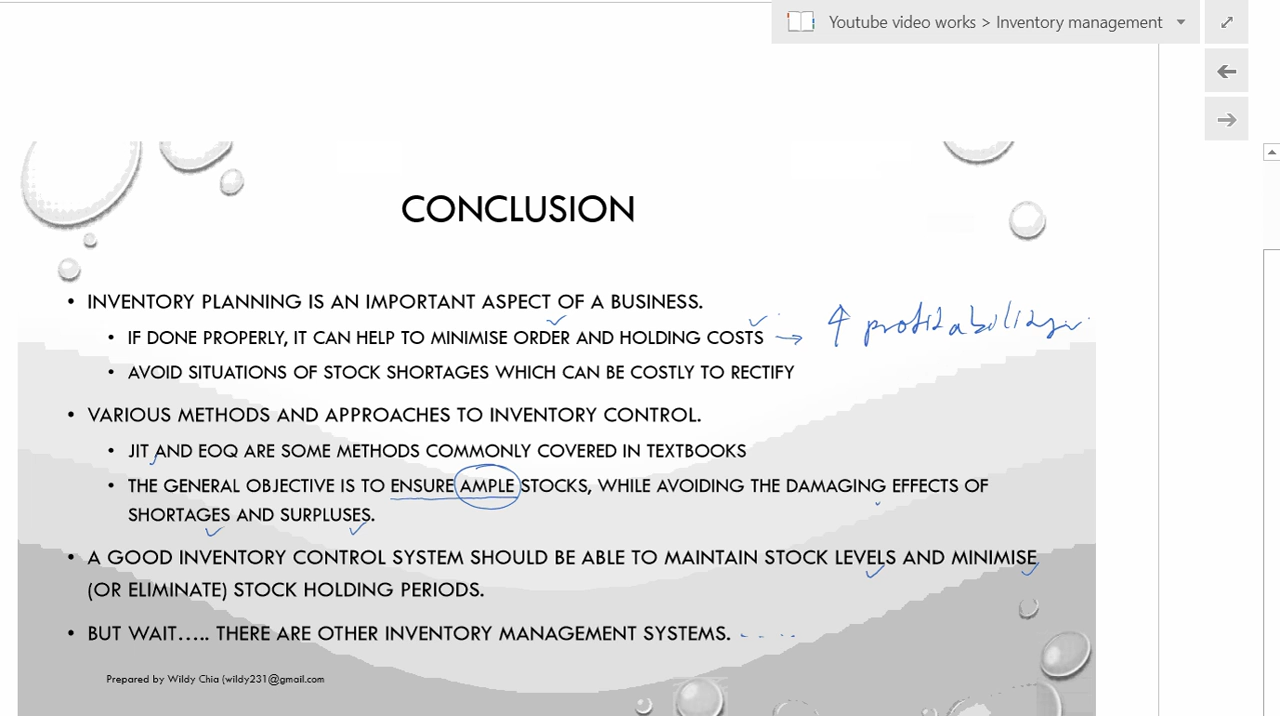 Youtube video works > Inventory management
CONCLUSION
• INVENTORY PLANNING IS AN IMPORTANT ASPECT OF A BUSINESS.
• IF DONE PROPERLY, IT CAN HELP TO MINIMISE ORDER AND HOLDING COSTS → ↑ profitability
• AVOID SITUATIONS OF STOCK SHORTAGES WHICH CAN BE COSTLY TO RECTIFY
• VARIOUS METHODS AND APPROACHES TO INVENTORY CONTROL.
• JIT AND EOQ ARE SOME METHODS COMMONLY COVERED IN TEXTBOOKS
• THE GENERAL OBJECTIVE IS TO ENSURE AMPLE STOCKS, WHILE AVOIDING THE DAMAGING EFFECTS OF
SHORTAGES AND SURPLUSES.
• A GOOD INVENTORY CONTROL SYSTEM SHOULD BE ABLE TO MAINTAIN STOCK LEVELS AND MINIMISE
(OR ELIMINATE) STOCK HOLDING PERIODS.
• BUT WAIT..... THERE ARE OTHER INVENTORY MANAGEMENT SYSTEMS.
Prepared by Wildy Chia (wildy231@gmail.com